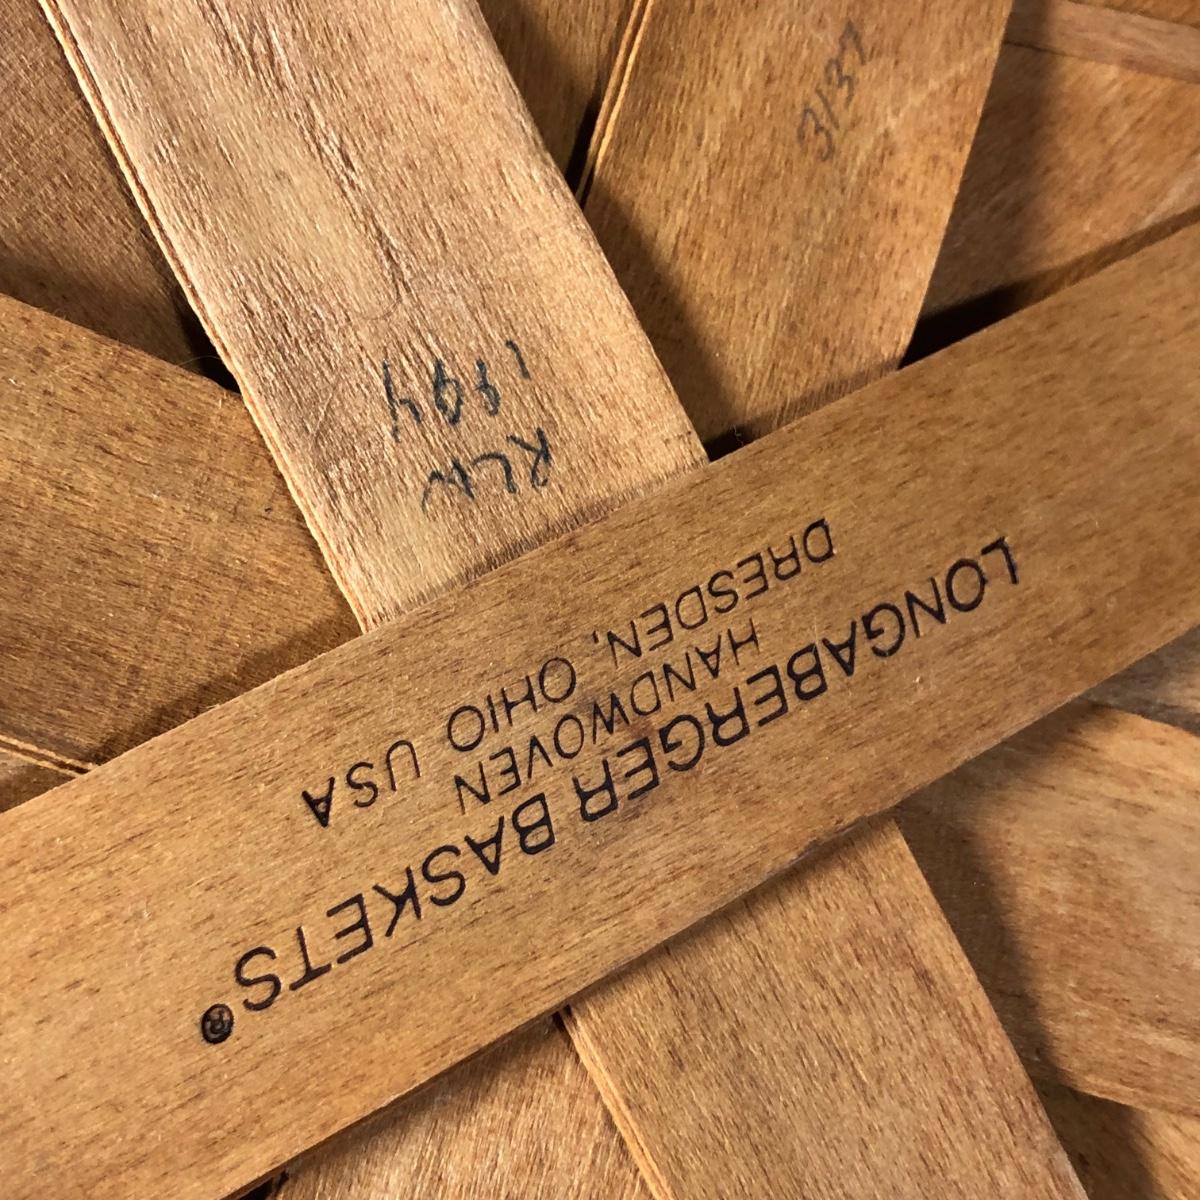 LONGABERGER BASKETS®
HANDWOVEN
DRESDEN, OHIO USA
RLW
1994
3137